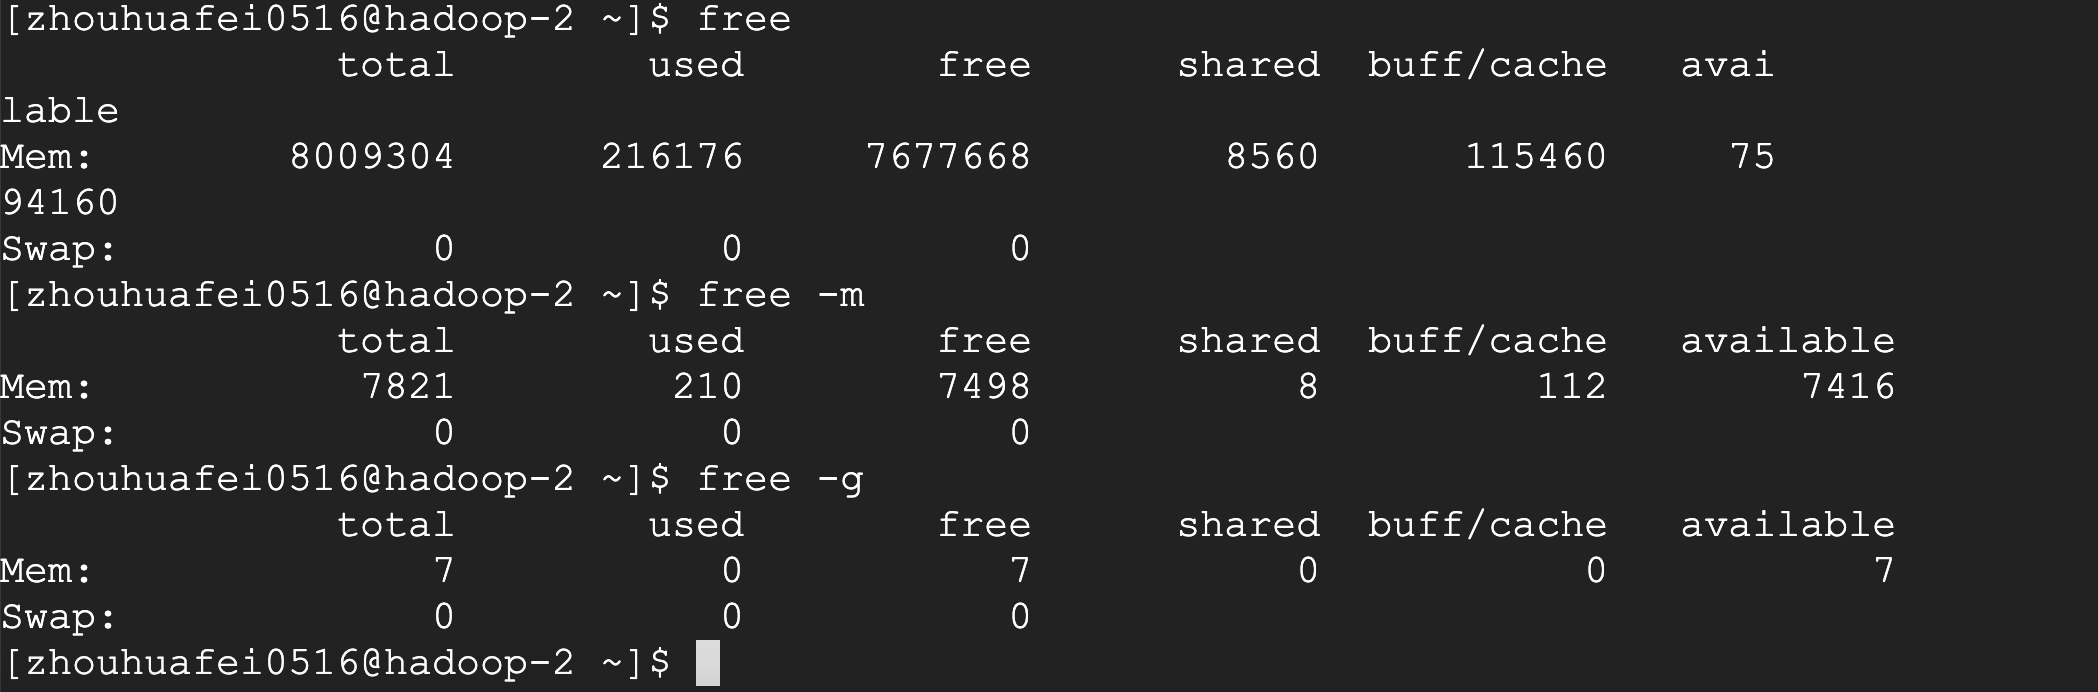 [zhouhuafei0516@hadoop-2 ~]$ free
              total        used        free      shared  buff/cache   avai
lable
Mem:        8009304      216176     7677668        8560      115460     75
94160
Swap:             0           0           0
[zhouhuafei0516@hadoop-2 ~]$ free -m
              total        used        free      shared  buff/cache   available
Mem:           7821         210        7498           8         112        7416
Swap:             0           0           0
[zhouhuafei0516@hadoop-2 ~]$ free -g
              total        used        free      shared  buff/cache   available
Mem:              7           0           7           0           0           7
Swap:             0           0           0
[zhouhuafei0516@hadoop-2 ~]$